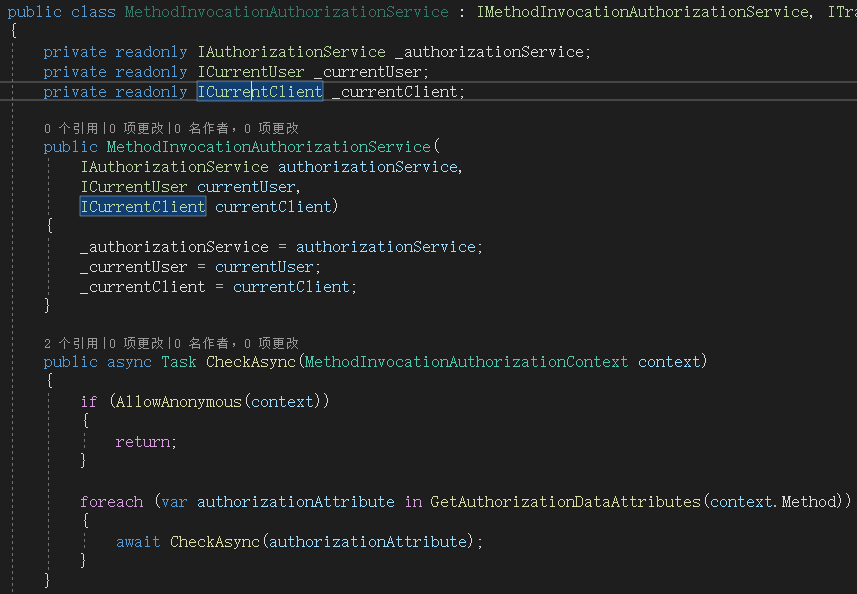 public class MethodInvocationAuthorizationService : IMethodInvocationAuthorizationService, ITra
{
private readonly IAuthorizationService _authorizationService;
private readonly ICurrentUser _currentUser;
private readonly ICurrentClient _currentClient;
0 个引用|0 项更改|0 名作者，0 项更改
public MethodInvocationAuthorizationService(
IAuthorizationService authorizationService,
ICurrentUser currentUser,
ICurrentClient currentClient)
{
_authorizationService = authorizationService;
_currentUser = currentUser;
_currentClient = currentClient;
}
2 个引用|0 项更改|0 名作者，0 项更改
public async Task CheckAsync(MethodInvocationAuthorizationContext context)
{
if (AllowAnonymous(context))
{
return;
}
foreach (var authorizationAttribute in GetAuthorizationDataAttributes(context.Method))
{
await CheckAsync(authorizationAttribute);
}
}